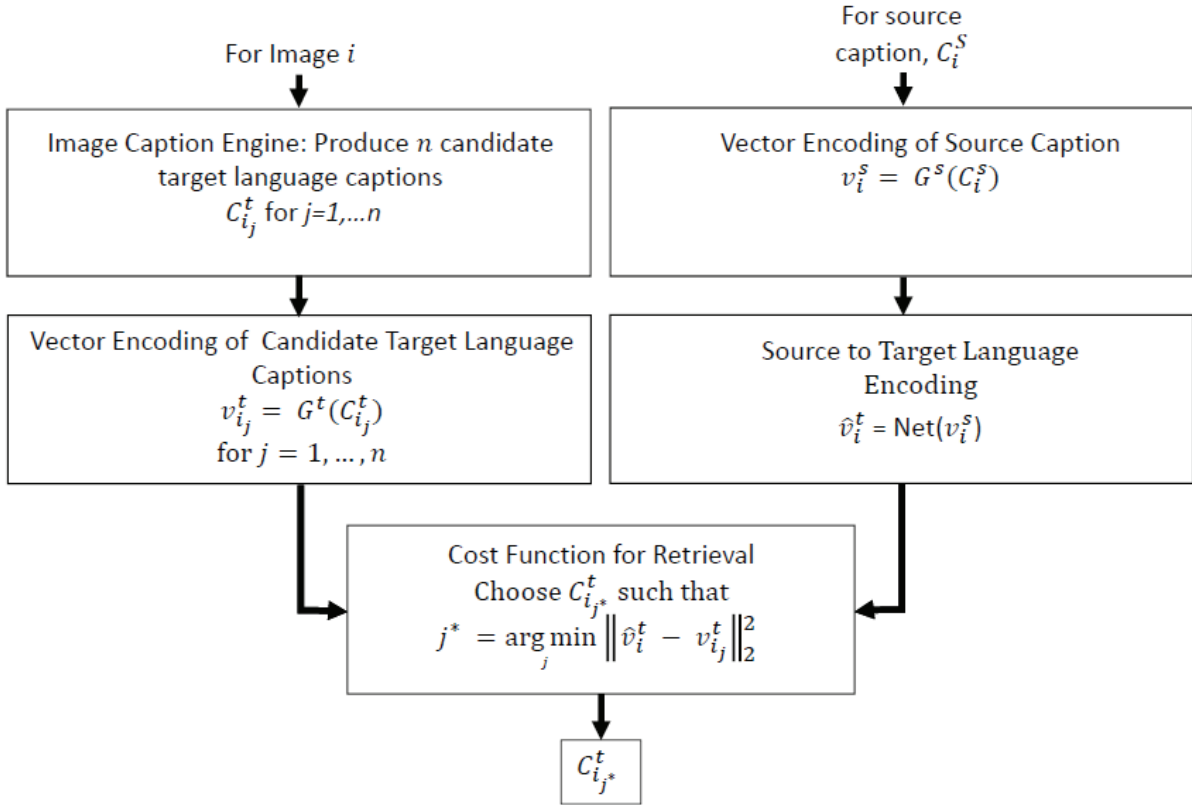 For Image i
Image Caption Engine: Produce n candidate
target language captions
C_{i_j}^t for j=1,...n
Vector Encoding of Candidate Target Language
Captions
v_{i_j}^t = G^t(C_{i_j}^t)
for j = 1, ... , n
For source
caption, C_i^S
Vector Encoding of Source Caption
v_i^s = G^s(C_i^s)
Source to Target Language
Encoding
v̂_i^t = Net(v_i^s)
Cost Function for Retrieval
Choose C_{i_{j*}}^t such that
j* = arg min_j ‖v̂_i^t − v_{i_j}^t‖_2^2
C_{i_{j*}}^t